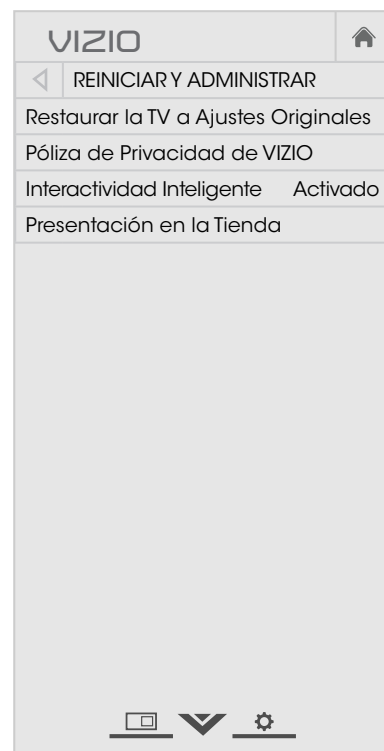 VIZIO
REINICIAR Y ADMINISTRAR
Restaurar la TV a Ajustes Originales
Póliza de Privacidad de VIZIO
Interactividad Inteligente Activado
Presentación en la Tienda